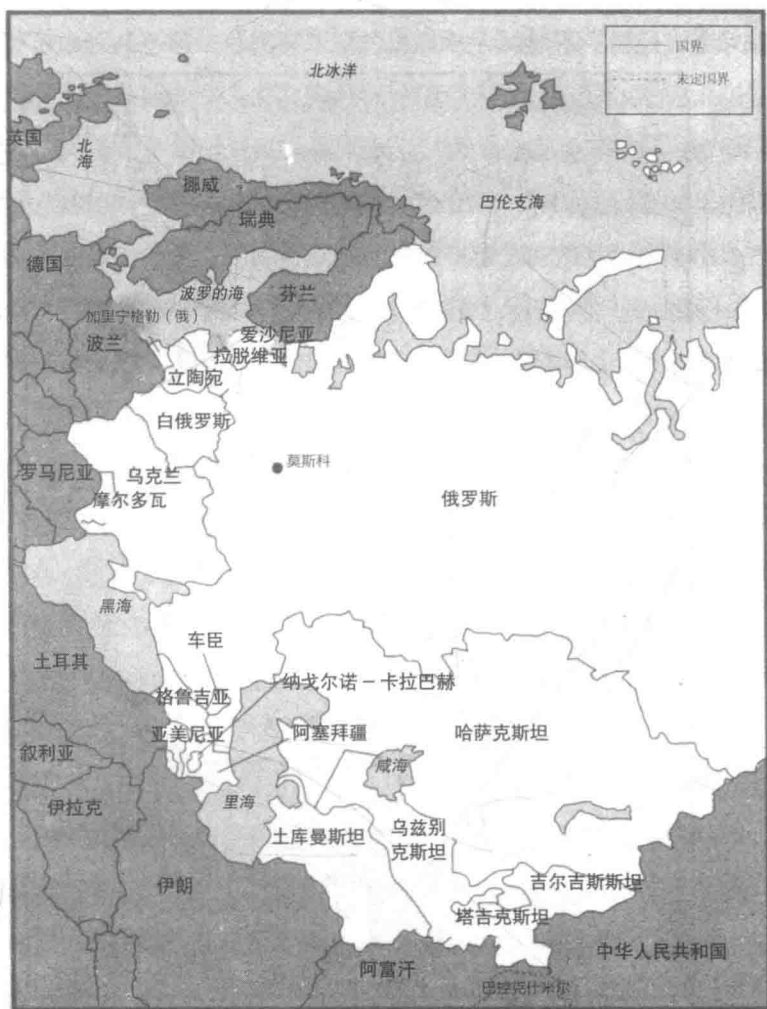 北冰洋
国界
未定国界
英国
北海
挪威
巴伦支海
瑞典
德国
波罗的海
芬兰
加里宁格勒（俄）
爱沙尼亚
波兰
拉脱维亚
立陶宛
白俄罗斯
莫斯科
罗马尼亚
乌克兰
摩尔多瓦
俄罗斯
黑海
车臣
土耳其
格鲁吉亚
纳戈尔诺－卡拉巴赫
亚美尼亚
阿塞拜疆
哈萨克斯坦
叙利亚
咸海
伊拉克
里海
土库曼斯坦
乌兹别
克斯坦
伊朗
吉尔吉斯斯坦
塔吉克斯坦
中华人民共和国
阿富汗
巴控克什米尔